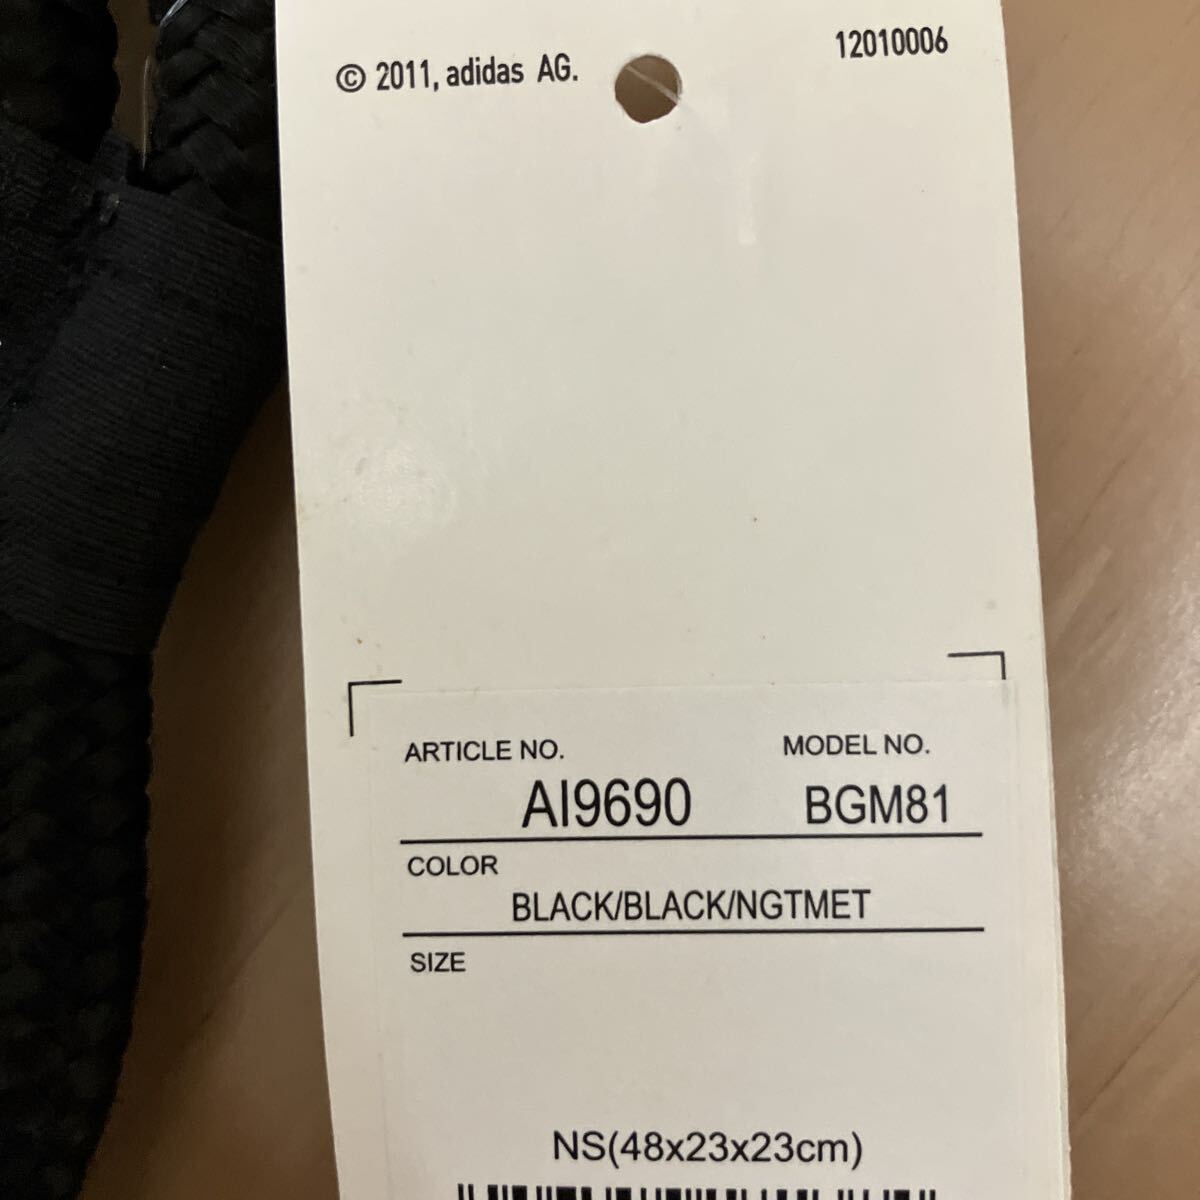 © 2011, adidas AG.
12010006
ARTICLE NO.
MODEL NO.
AI9690
BGM81
COLOR
BLACK/BLACK/NGTMET
SIZE
NS(48x23x23cm)